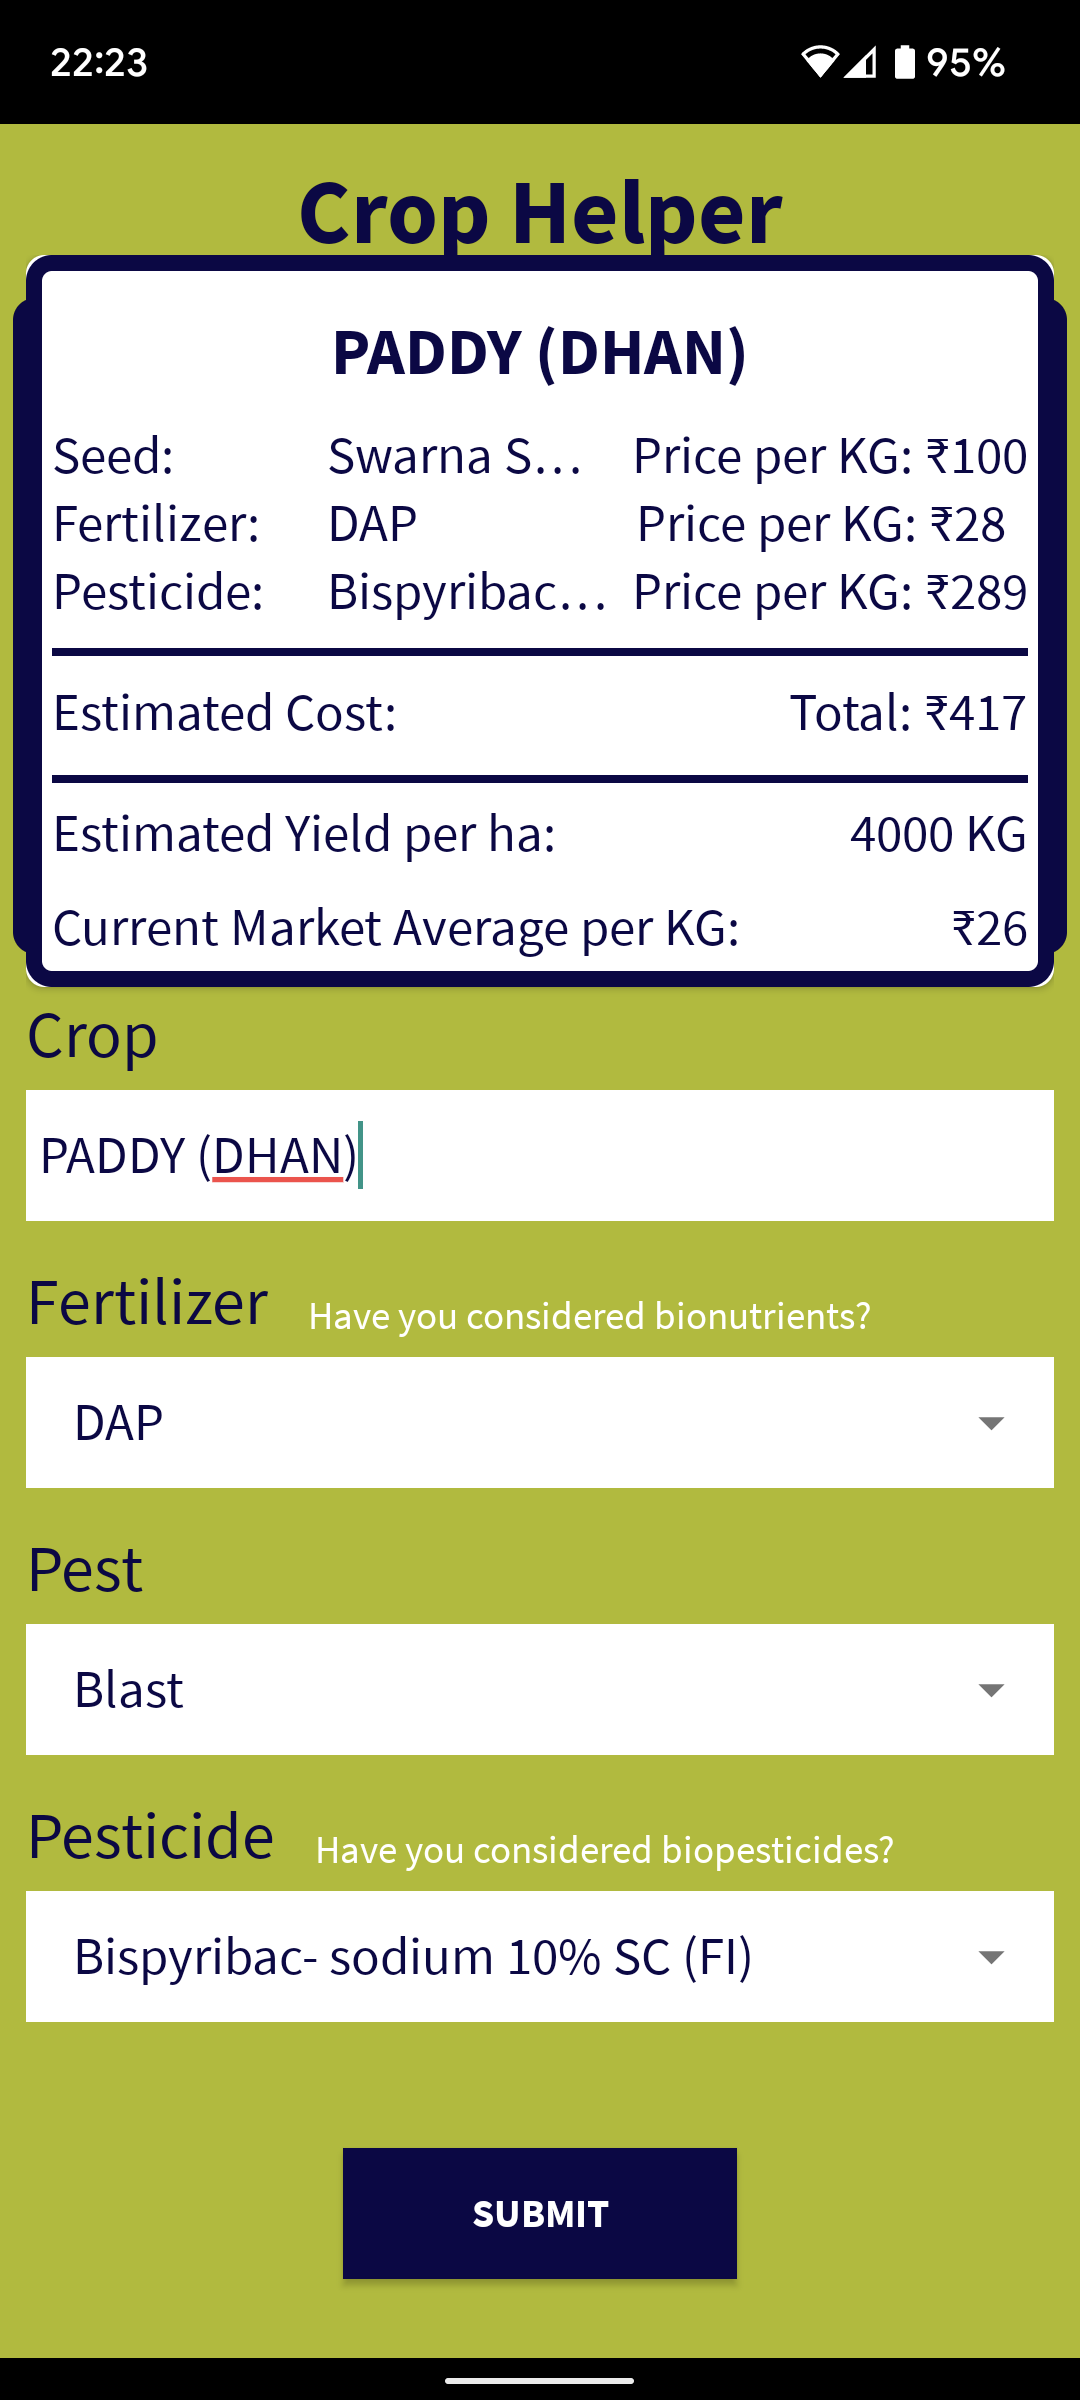 22:23 95%
Crop Helper
PADDY (DHAN)
Seed: Swarna S... Price per KG: ₹100
Fertilizer: DAP Price per KG: ₹28
Pesticide: Bispyribac... Price per KG: ₹289
Estimated Cost: Total: ₹417
Estimated Yield per ha: 4000 KG
Current Market Average per KG: ₹26
Crop
PADDY (DHAN)
Fertilizer Have you considered bionutrients?
DAP
Pest
Blast
Pesticide Have you considered biopesticides?
Bispyribac- sodium 10% SC (FI)
SUBMIT